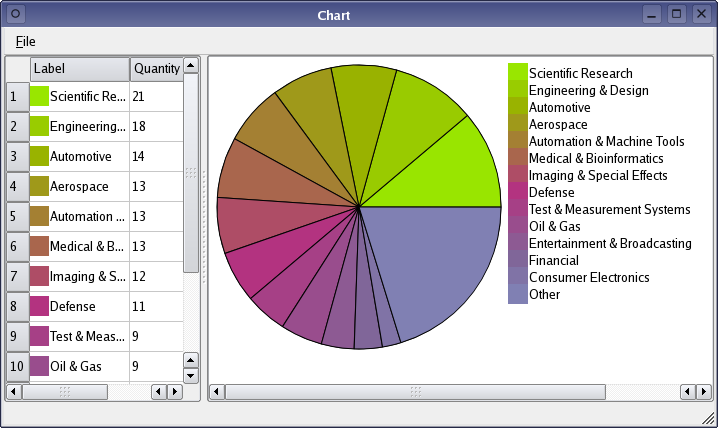 Chart
File
Label Quantity
1 Scientific Re... 21
2 Engineering... 18
3 Automotive 14
4 Aerospace 13
5 Automation ... 13
6 Medical & B... 13
7 Imaging & S... 12
8 Defense 11
9 Test & Meas... 9
10 Oil & Gas 9
Scientific Research
Engineering & Design
Automotive
Aerospace
Automation & Machine Tools
Medical & Bioinformatics
Imaging & Special Effects
Defense
Test & Measurement Systems
Oil & Gas
Entertainment & Broadcasting
Financial
Consumer Electronics
Other